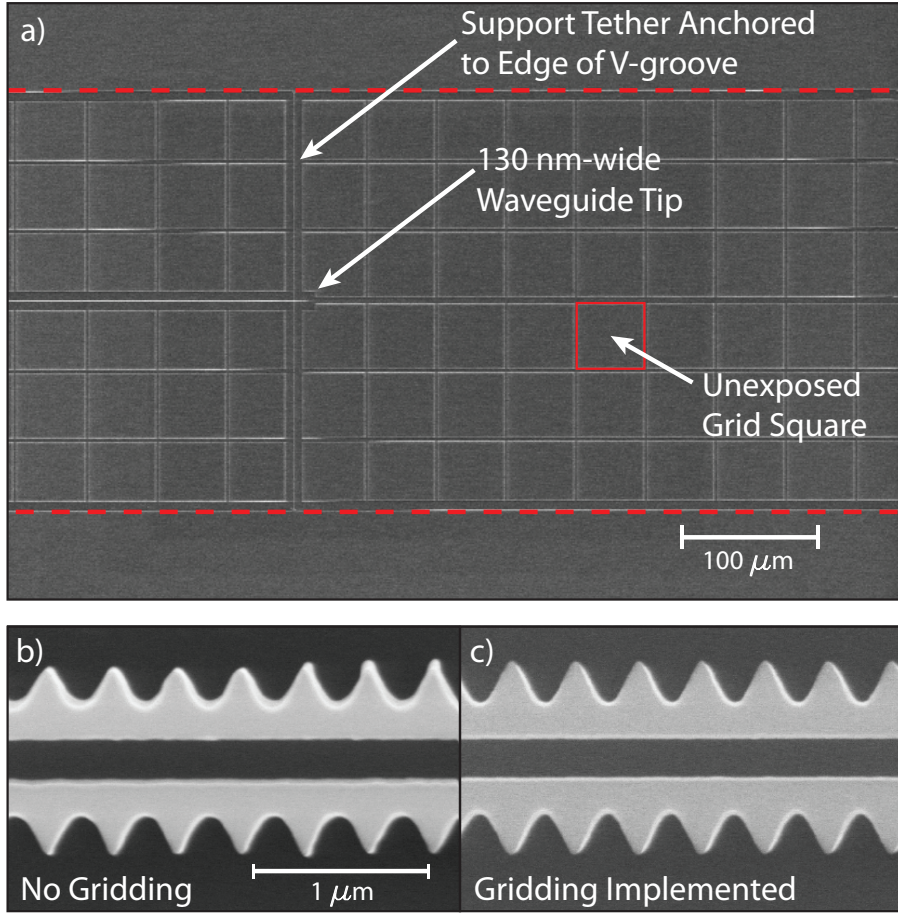 a)
Support Tether Anchored
to Edge of V-groove
130 nm-wide
Waveguide Tip
Unexposed
Grid Square
100 μm
b)
No Gridding
1 μm
c)
Gridding Implemented